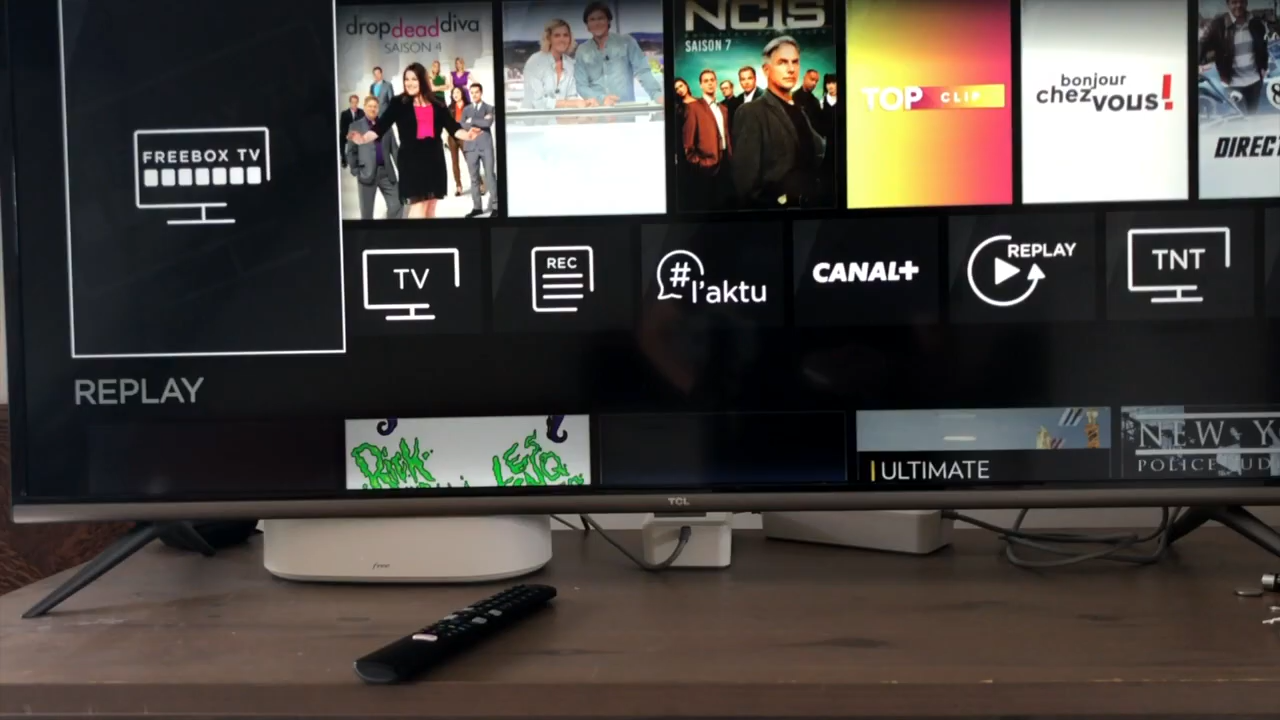 dropdeaddiva
SAISON 4
NCIS
SAISON 7
TOP CLIP
bonjour
chez vous!
DIRECT
FREEBOX TV
TV
REC
#l'aktu
CANAL+
REPLAY
TNT
REPLAY
ULTIMATE
NEW Y
POLICE
TCL
free